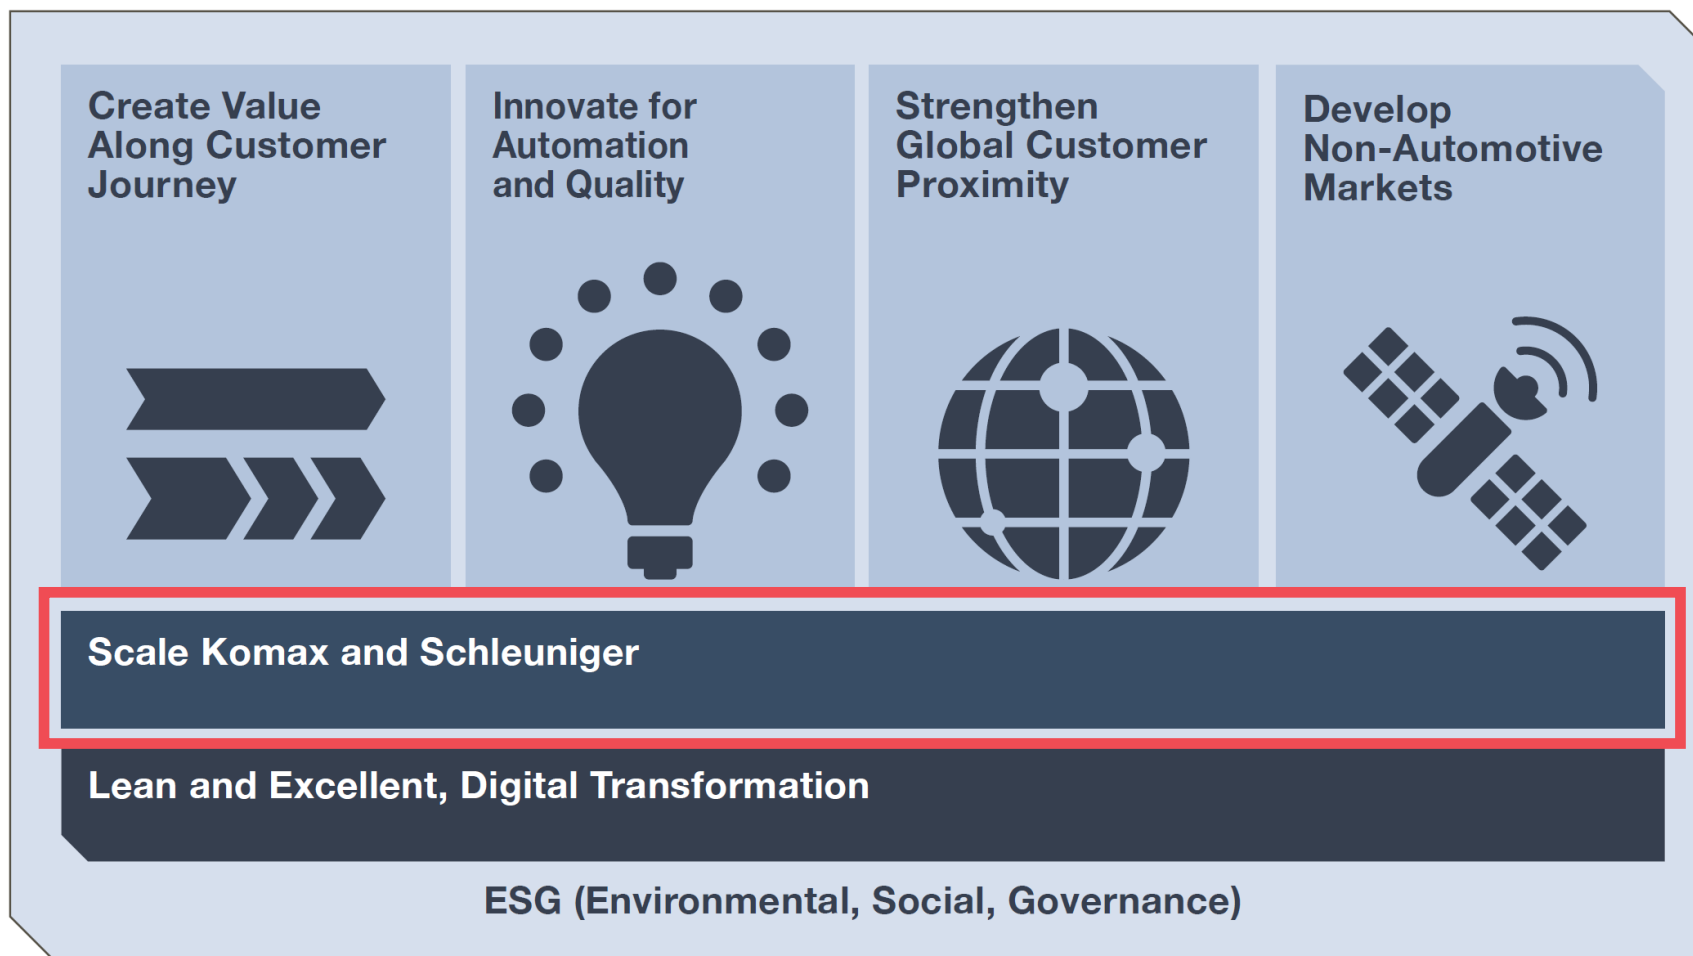 Create Value
Along Customer
Journey
Innovate for
Automation
and Quality
Strengthen
Global Customer
Proximity
Develop
Non-Automotive
Markets
Scale Komax and Schleuniger
Lean and Excellent, Digital Transformation
ESG (Environmental, Social, Governance)